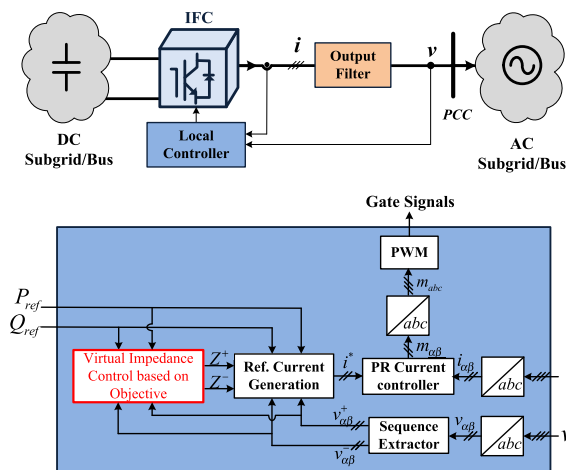 IFC
i
Output
Filter
v
PCC
DC
Subgrid/Bus
Local
Controller
AC
Subgrid/Bus
Gate Signals
PWM
m_abc
P_ref
Q_ref
abc
m_αβ
Virtual Impedance
Control based on
Objective
Z^+
Z^-
Ref. Current
Generation
i^*
PR Current
controller
i_αβ
abc
v^+_αβ
v^-_αβ
Sequence
Extractor
v_αβ
abc